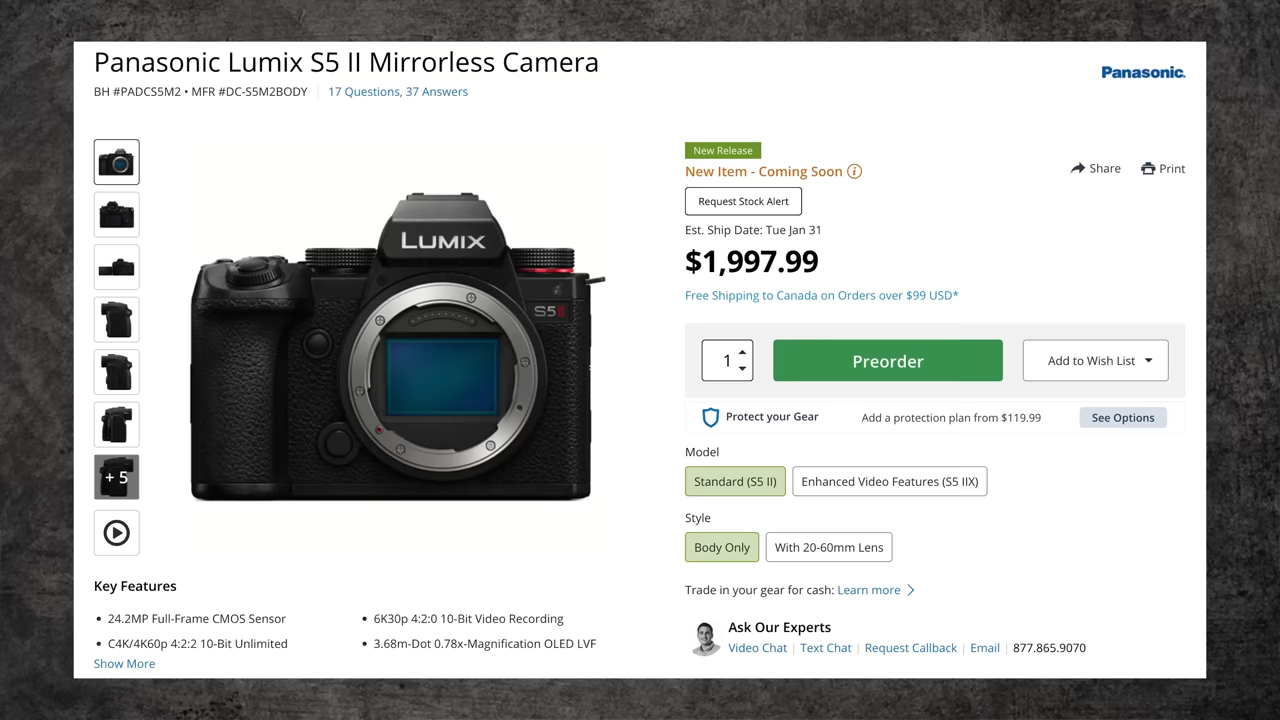 Panasonic Lumix S5 II Mirrorless Camera
BH #PADCS5M2 • MFR #DC-S5M2BODY
17 Questions, 37 Answers
Panasonic
New Release
New Item - Coming Soon
Share
Print
Request Stock Alert
Est. Ship Date: Tue Jan 31
$1,997.99
Free Shipping to Canada on Orders over $99 USD*
LUMIX
S5II
1
Preorder
Add to Wish List
Protect your Gear
Add a protection plan from $119.99
See Options
Model
Standard (S5 II)
Enhanced Video Features (S5 IIX)
+ 5
Style
Body Only
With 20-60mm Lens
Key Features
• 24.2MP Full-Frame CMOS Sensor
• 6K30p 4:2:0 10-Bit Video Recording
• C4K/4K60p 4:2:2 10-Bit Unlimited
• 3.68m-Dot 0.78x-Magnification OLED LVF
Show More
Trade in your gear for cash: Learn more
Ask Our Experts
Video Chat | Text Chat | Request Callback | Email | 877.865.9070